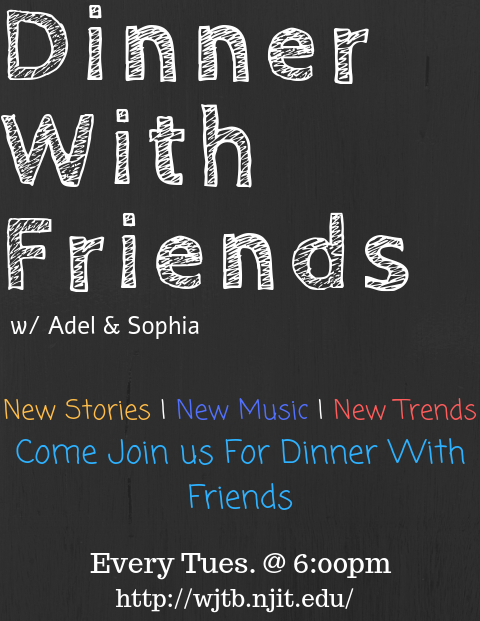 Dinner
With
Friends
w/ Adel & Sophia
New Stories | New Music | New Trends
Come Join us For Dinner With
Friends
Every Tues. @ 6:00pm
http://wjtb.njit.edu/